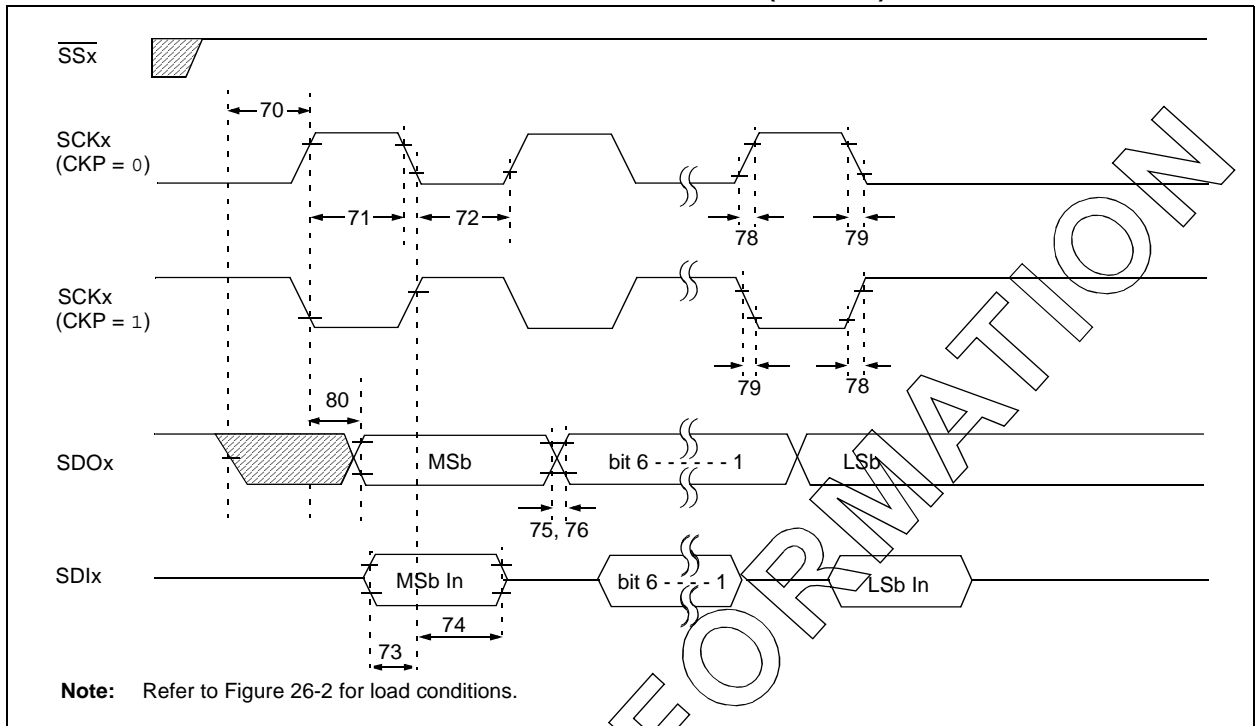 SSx
70
SCKx
(CKP = 0)
71
72
78
79
SCKx
(CKP = 1)
79
78
80
SDOx
MSb
bit 6 - - - - - - 1
LSb
75, 76
SDIx
MSb In
bit 6 - - - - - 1
LSb In
74
73
Note: Refer to Figure 26-2 for load conditions.
FORMATION